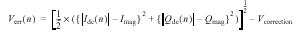 V_err(n) = [1/2 × ({|I_dc(n)| − I_mag}^2 + {|Q_dc(n)| − Q_mag}^2)]^(1/2) − V_correction